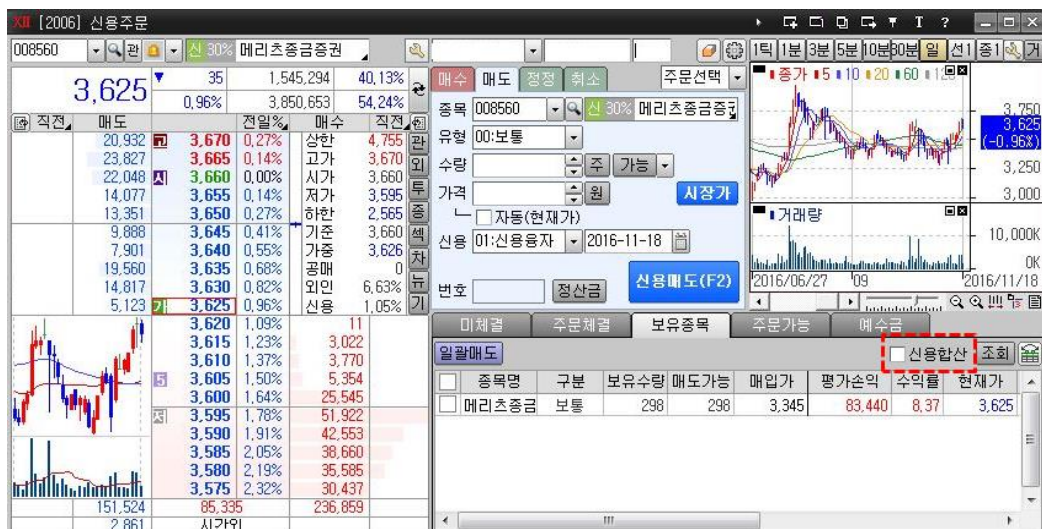 XII [2006] 신용주문
008560 관 신 30% 메리츠종금증권
1틱 1분 3분 5분 10분 30분 일 선1 종1 거
3,625 ▼ 35 1,545,294 40,13%
0,96% 3,850,653 54,24%
직전 매도 전일% 매수 직전
20,932 고 3,670 0,27% 상한 4,755 관
23,827 3,665 0,14% 고가 3,670 외
22,048 시 3,660 0,00% 시가 3,660
14,077 3,655 0,14% 저가 3,595 투
13,351 3,650 0,27% 하한 2,565 종
9,888 3,645 0,41% 기준 3,660 섹
7,901 3,640 0,55% 가중 3,626 차
19,560 3,635 0,68% 공매 0
14,817 3,630 0,82% 외인 6,63% 뉴
5,123 가 3,625 0,96% 신용 1,05% 기
3,620 1,09% 11
3,615 1,23% 3,022
3,610 1,37% 3,770
5 3,605 1,50% 5,354
3,600 1,64% 25,545
저 3,595 1,78% 51,922
3,590 1,91% 42,553
3,585 2,05% 38,660
3,580 2,19% 35,585
3,575 2,32% 30,437
151,524 85,335 236,859
2,861 시간외
매수 매도 정정 취소 주문선택
종목 008560 신 30% 메리츠종금증권
유형 00:보통
수량 주 가능
가격 원 시장가
자동(현재가)
신용 01:신용융자 2016-11-18
번호 정산금 신용매도(F2)
종가 5 10 20 60 120
3,750
3,625
(-0.96%)
3,250
3,000
거래량
10,000K
0K
2016/06/27 09 2016/11/18
미체결 주문체결 보유종목 주문가능 예수금
일괄매도 신용합산 조회
종목명 구분 보유수량 매도가능 매입가 평가손익 수익률 현재가
메리츠종금 보통 298 298 3,345 83,440 8,37 3,625